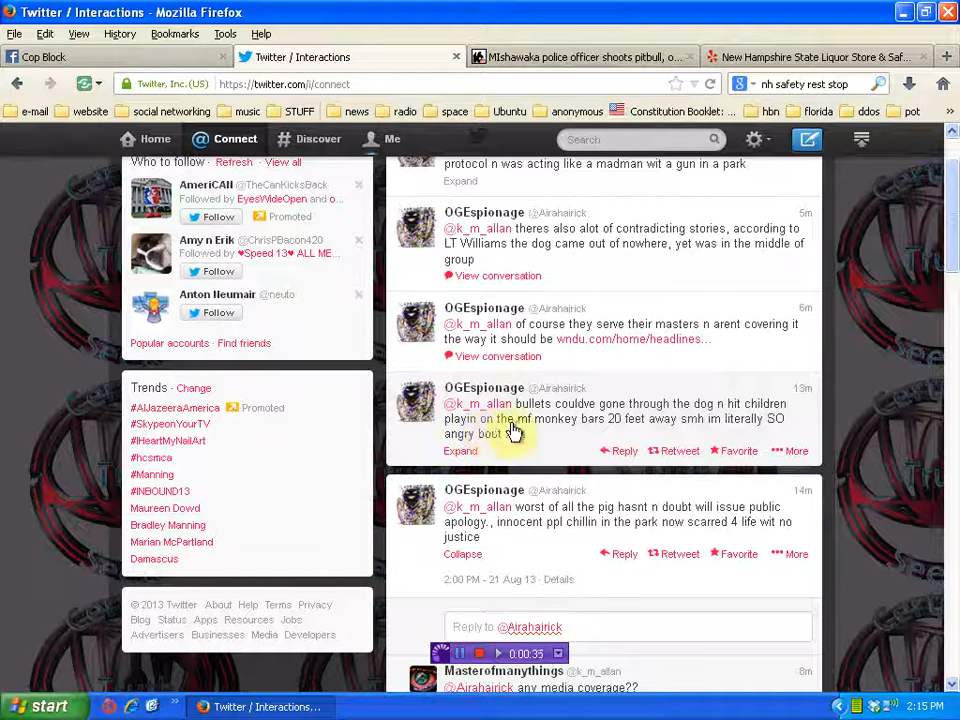 Twitter / Interactions - Mozilla Firefox
File Edit View History Bookmarks Tools Help
Cop Block
Twitter / Interactions
MIshawaka police officer shoots pitbull, o...
New Hampshire State Liquor Store & Saf...
Twitter, Inc. (US)
https://twitter.com/i/connect
nh safety rest stop
e-mail website social networking music STUFF news radio space Ubuntu anonymous Constitution Booklet: hbn florida ddos pot
Home @ Connect # Discover Me
Search
Who to follow · Refresh · View all
AmeriCAN @TheCanKicksBack
Followed by EyesWideOpen and o...
Follow Promoted
Amy n Erik @ChrisPBacon420
Followed by ♥Speed 13♥ ALL ME...
Follow
Anton Neumair @neuto
Follow
Popular accounts · Find friends
Trends · Change
#AlJazeeraAmerica Promoted
#SkypeonYourTV
#IHeartMyNailArt
#hcsmca
#Manning
#INBOUND13
Maureen Dowd
Bradley Manning
Marian McPartland
Damascus
© 2013 Twitter About Help Terms Privacy
Blog Status Apps Resources Jobs
Advertisers Businesses Media Developers
protocol n was acting like a madman wit a gun in a park
Expand
OGEspionage @Airahairick 5m
@k_m_allan theres also alot of contradicting stories, according to
LT Williams the dog came out of nowhere, yet was in the middle of
group
View conversation
OGEspionage @Airahairick 6m
@k_m_allan of course they serve their masters n arent covering it
the way it should be wndu.com/home/headlines...
View conversation
OGEspionage @Airahairick 13m
@k_m_allan bullets couldve gone through the dog n hit children
playin on the mf monkey bars 20 feet away smh im literally SO
angry bout
Expand Reply Retweet Favorite More
OGEspionage @Airahairick 14m
@k_m_allan worst of all the pig hasnt n doubt will issue public
apology., innocent ppl chillin in the park now scarred 4 life wit no
justice
Collapse Reply Retweet Favorite More
2:00 PM - 21 Aug 13 · Details
Reply to @Airahairick
0:00:35
Masterofmanythings @k_m_allan 8m
@Airahairick any media coverage??
start
Twitter / Interactions...
2:15 PM